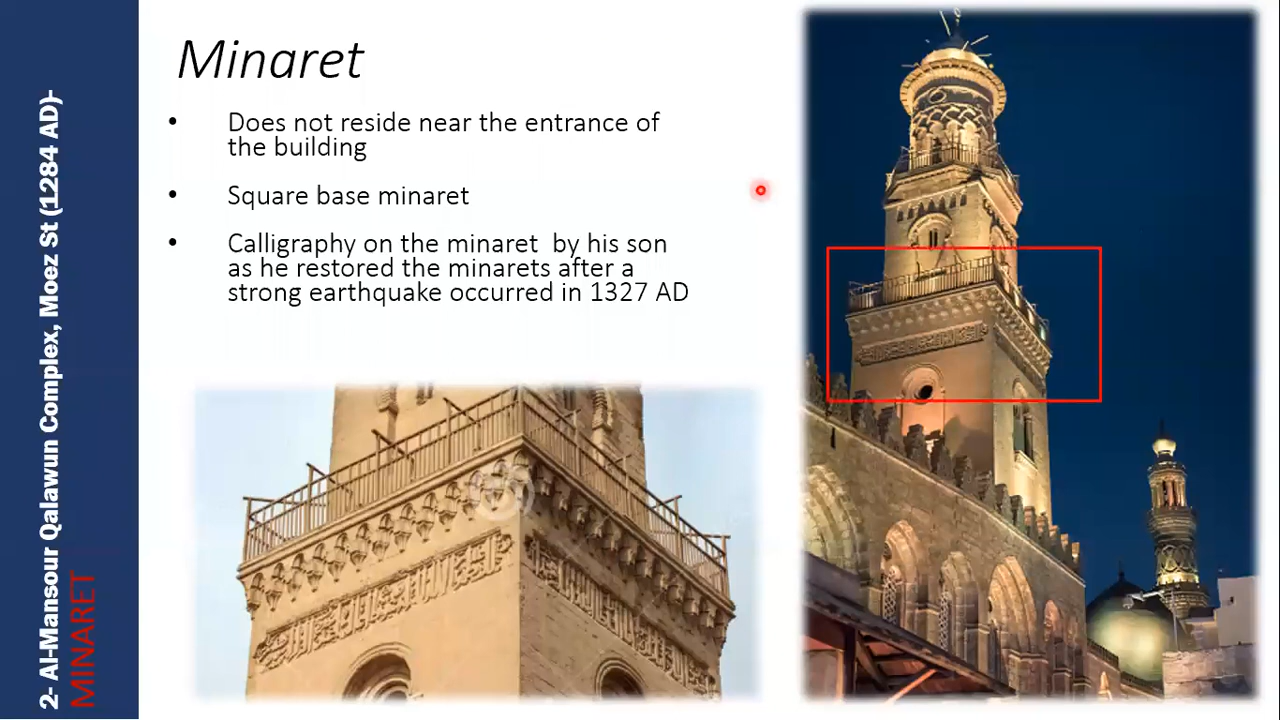 Minaret
• Does not reside near the entrance of
the building
• Square base minaret
• Calligraphy on the minaret  by his son
as he restored the minarets after a
strong earthquake occurred in 1327 AD
2- Al-Mansour Qalawun Complex, Moez St (1284 AD)-
MINARET